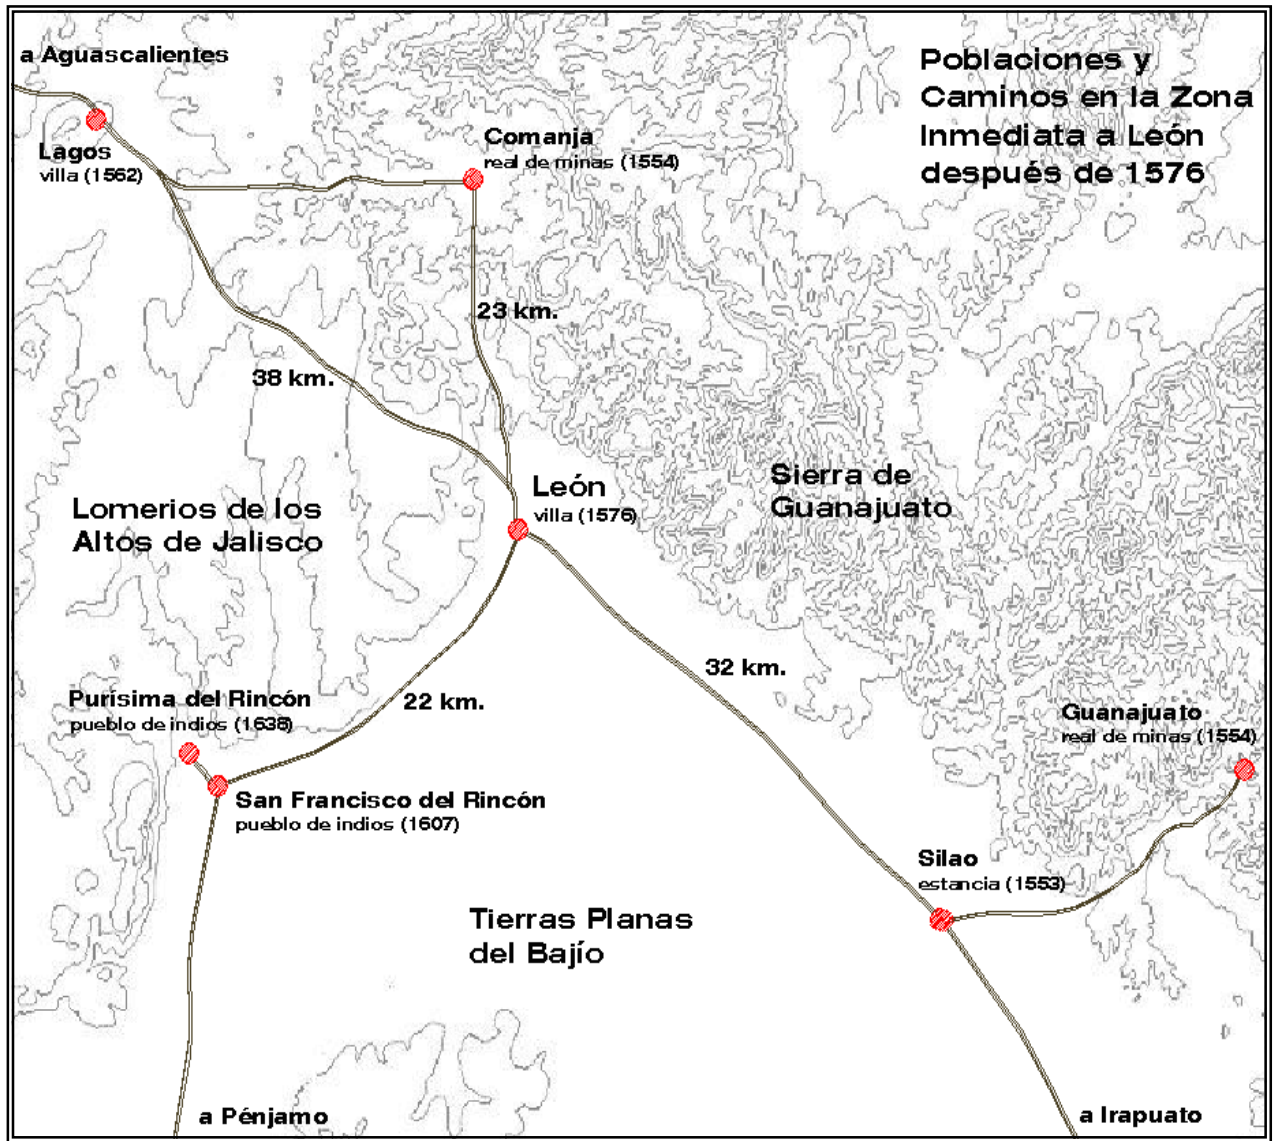 a Aguascalientes
Poblaciones y
Caminos en la Zona
Inmediata a León
después de 1576
Lagos
villa (1562)
Comanja
real de minas (1554)
23 km.
38 km.
León
villa (1576)
Sierra de
Guanajuato
Lomerios de los
Altos de Jalisco
32 km.
22 km.
Purísima del Rincón
pueblo de indios (1638)
Guanajuato
real de minas (1554)
San Francisco del Rincón
pueblo de indios (1607)
Silao
estancia (1553)
Tierras Planas
del Bajío
a Pénjamo
a Irapuato